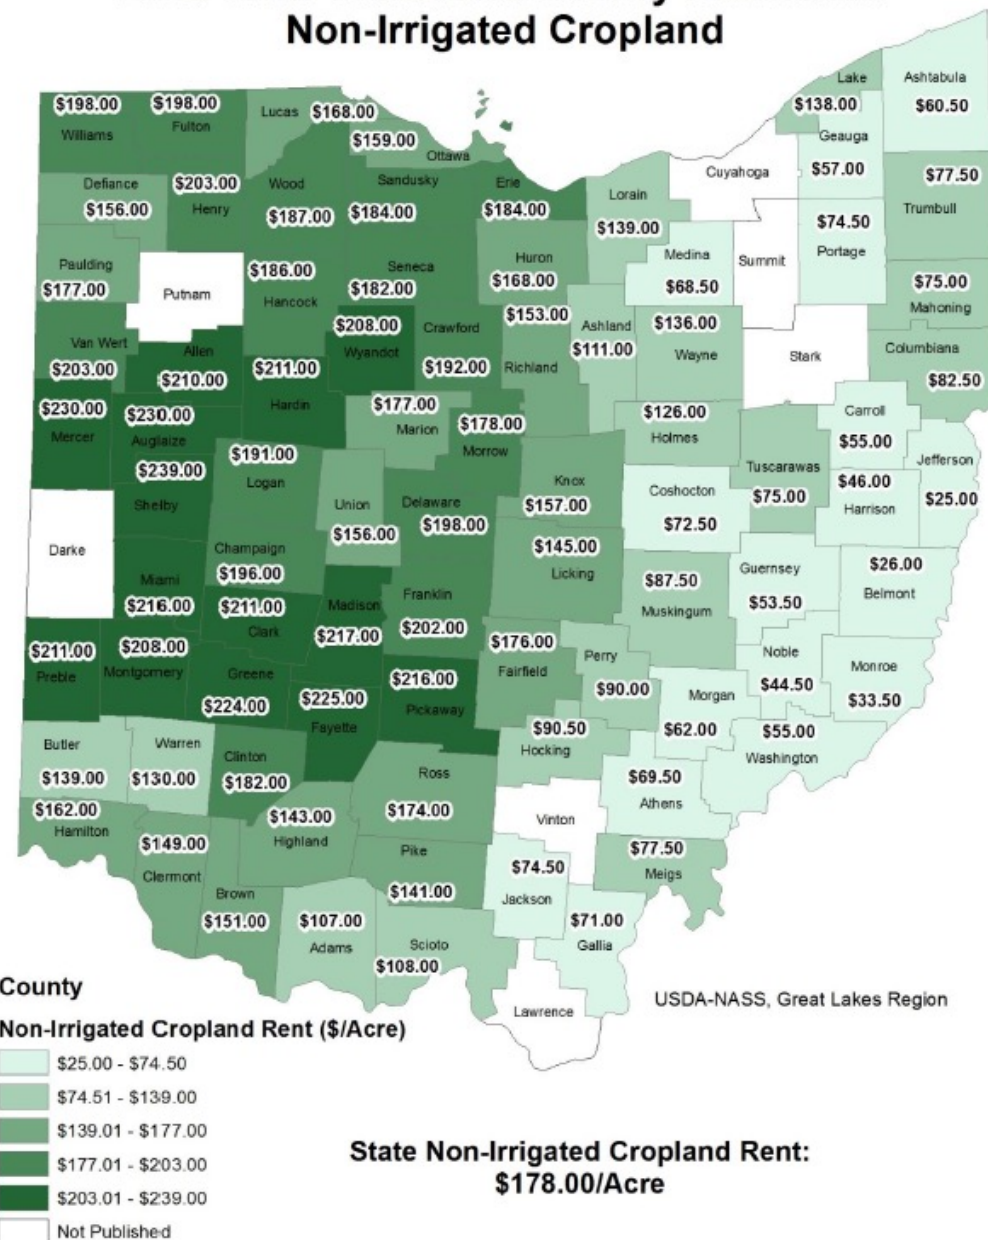 Non-Irrigated Cropland
Lake
$138.00
Ashtabula
$60.50
$198.00
Williams
$198.00
Fulton
Lucas
$168.00
$159.00
Ottawa
Geauga
$57.00
Cuyahoga
$77.50
Trumbull
Defiance
$156.00
$203.00
Henry
Wood
$187.00
Sandusky
$184.00
Erie
$184.00
Lorain
$139.00
$74.50
Portage
Paulding
$177.00
Putnam
$186.00
Hancock
Seneca
$182.00
Huron
$168.00
Medina
$68.50
Summit
$75.00
Mahoning
Van Wert
$203.00
Allen
$210.00
$211.00
Hardin
$208.00
Wyandot
Crawford
$192.00
$153.00
Richland
Ashland
$111.00
$136.00
Wayne
Stark
Columbiana
$82.50
$230.00
Mercer
$230.00
Auglaize
$177.00
Marion
$178.00
Morrow
$126.00
Holmes
Carroll
$55.00
$239.00
Shelby
$191.00
Logan
Union
$156.00
Delaware
$198.00
Knox
$157.00
Coshocton
$72.50
Tuscarawas
$75.00
$46.00
Harrison
Jefferson
$25.00
Darke
Miami
$216.00
Champaign
$196.00
$145.00
Licking
$87.50
Muskingum
Guernsey
$53.50
$26.00
Belmont
$211.00
Clark
Madison
$217.00
Franklin
$202.00
$211.00
Preble
$208.00
Montgomery
Greene
$224.00
$225.00
Fayette
$216.00
Pickaway
$176.00
Fairfield
Perry
$90.00
Morgan
$62.00
Noble
$44.50
Monroe
$33.50
Butler
$139.00
Warren
$130.00
Clinton
$182.00
Ross
$174.00
$90.50
Hocking
$69.50
Athens
$55.00
Washington
$162.00
Hamilton
$149.00
Clermont
$143.00
Highland
Pike
$141.00
Vinton
$77.50
Meigs
Brown
$151.00
$107.00
Adams
Scioto
$108.00
$74.50
Jackson
$71.00
Gallia
Lawrence
USDA-NASS, Great Lakes Region
County
Non-Irrigated Cropland Rent ($/Acre)
$25.00 - $74.50
$74.51 - $139.00
$139.01 - $177.00
$177.01 - $203.00
$203.01 - $239.00
Not Published
State Non-Irrigated Cropland Rent:
$178.00/Acre